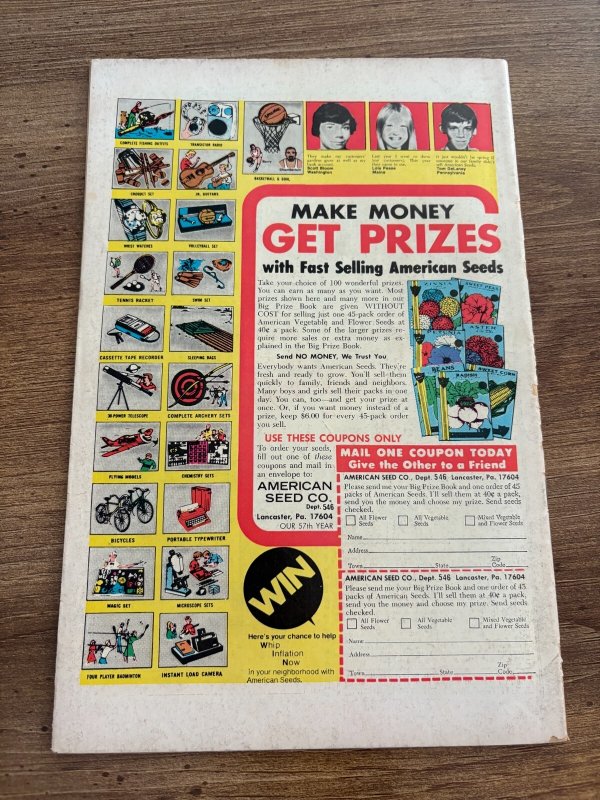 COMPLETE FISHING OUTFITS
TRANSISTOR RADIO
CROQUET SET
JR. GUITARS
BASKETBALL & GOAL
WRIST WATCHES
VOLLEYBALL SET
TENNIS RACKET
SWIM SET
CASSETTE TAPE RECORDER
SLEEPING BAGS
30-POWER TELESCOPE
COMPLETE ARCHERY SETS
FLYING MODELS
CHEMISTRY SETS
BICYCLES
PORTABLE TYPEWRITER
MAGIC SET
MICROSCOPE SETS
FOUR PLAYER BADMINTON
INSTANT LOAD CAMERA
Scott Bloom
Washington
Lois Pease
Maine
Tom DeLaney
Pennsylvania
MAKE MONEY
GET PRIZES
with Fast Selling American Seeds
Take your choice of 100 wonderful prizes.
You can earn as many as you want. Most
prizes shown here and many more in our
Big Prize Book are given WITHOUT
COST for selling just one 45-pack order of
American Vegetable and Flower Seeds at
40¢ a pack. Some of the larger prizes re-
quire more sales or extra money as ex-
plained in the Big Prize Book.
Send NO MONEY, We Trust You
Everybody wants American Seeds. They're
fresh and ready to grow. You'll sell them
quickly to family, friends and neighbors.
Many boys and girls sell their packs in one
day. You can, too—and get your prize at
once. Or, if you want money instead of a
prize, keep $6.00 for every 45-pack order
you sell.
ZINNIA
SWEET PEAS
ASTER
BEANS
RADISH
SWEET CORN
USE THESE COUPONS ONLY
To order your seeds,
fill out one of these
coupons and mail in
an envelope to:
AMERICAN
SEED CO.
Dept. 546
Lancaster, Pa. 17604
OUR 57th YEAR
MAIL ONE COUPON TODAY
Give the Other to a Friend
AMERICAN SEED CO., Dept. 546 Lancaster, Pa. 17604
Please send me your Big Prize Book and one order of 45
packs of American Seeds. I'll sell them at 40¢ a pack,
send you the money and choose my prize. Send seeds
checked.
All Flower Seeds
All Vegetable Seeds
Mixed Vegetable and Flower Seeds
Name
Address
Town State Zip Code
AMERICAN SEED CO., Dept. 546 Lancaster, Pa. 17604
Please send me your Big Prize Book and one order of 45
packs of American Seeds. I'll sell them at 40¢ a pack,
send you the money and choose my prize. Send seeds
checked.
All Flower Seeds
All Vegetable Seeds
Mixed Vegetable and Flower Seeds
Name
Address
Town State Zip Code
WIN
Here's your chance to help
Whip
Inflation
Now
in your neighborhood with
American Seeds.